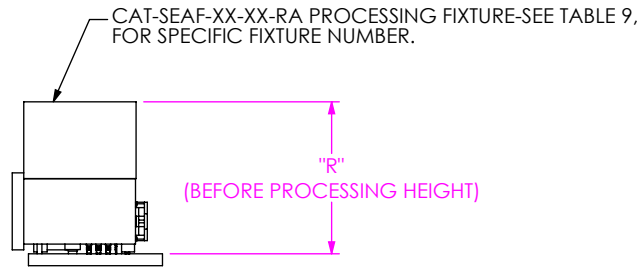 CAT-SEAF-XX-XX-RA PROCESSING FIXTURE-SEE TABLE 9,
FOR SPECIFIC FIXTURE NUMBER.
"R"
(BEFORE PROCESSING HEIGHT)